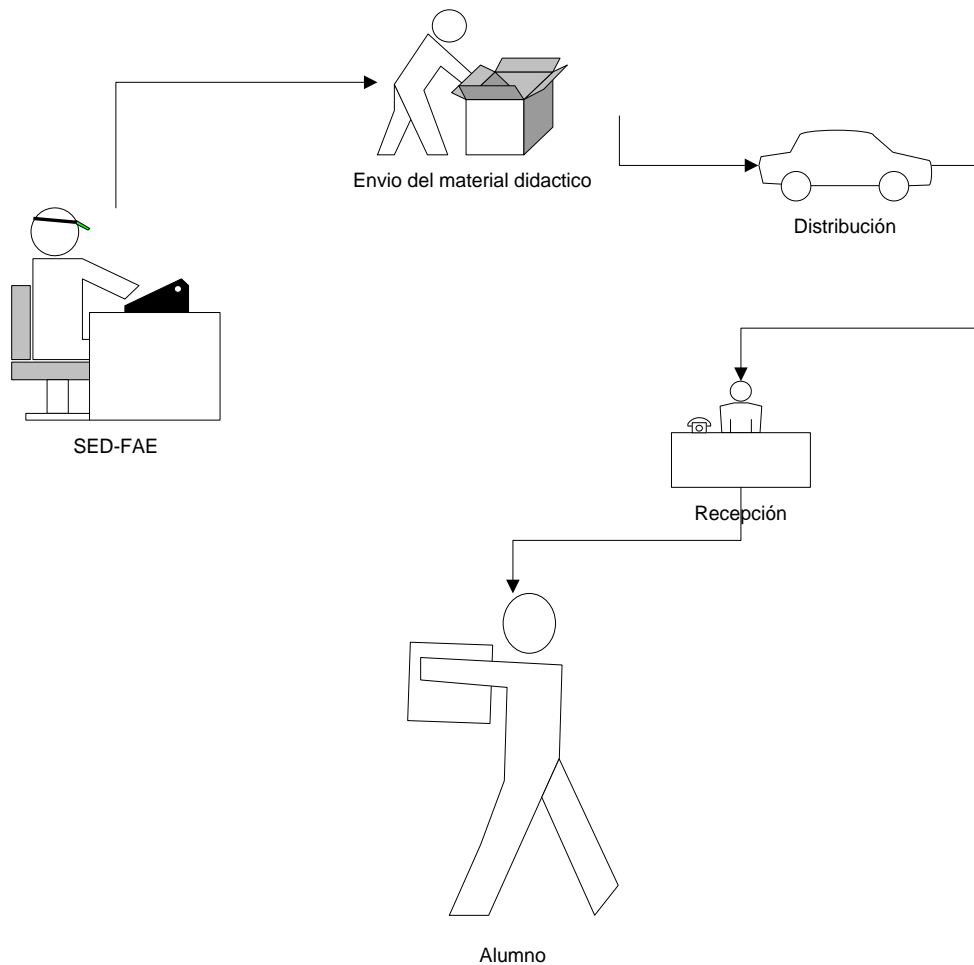 Envio del material didactico
Distribución
SED-FAE
Recepción
Alumno